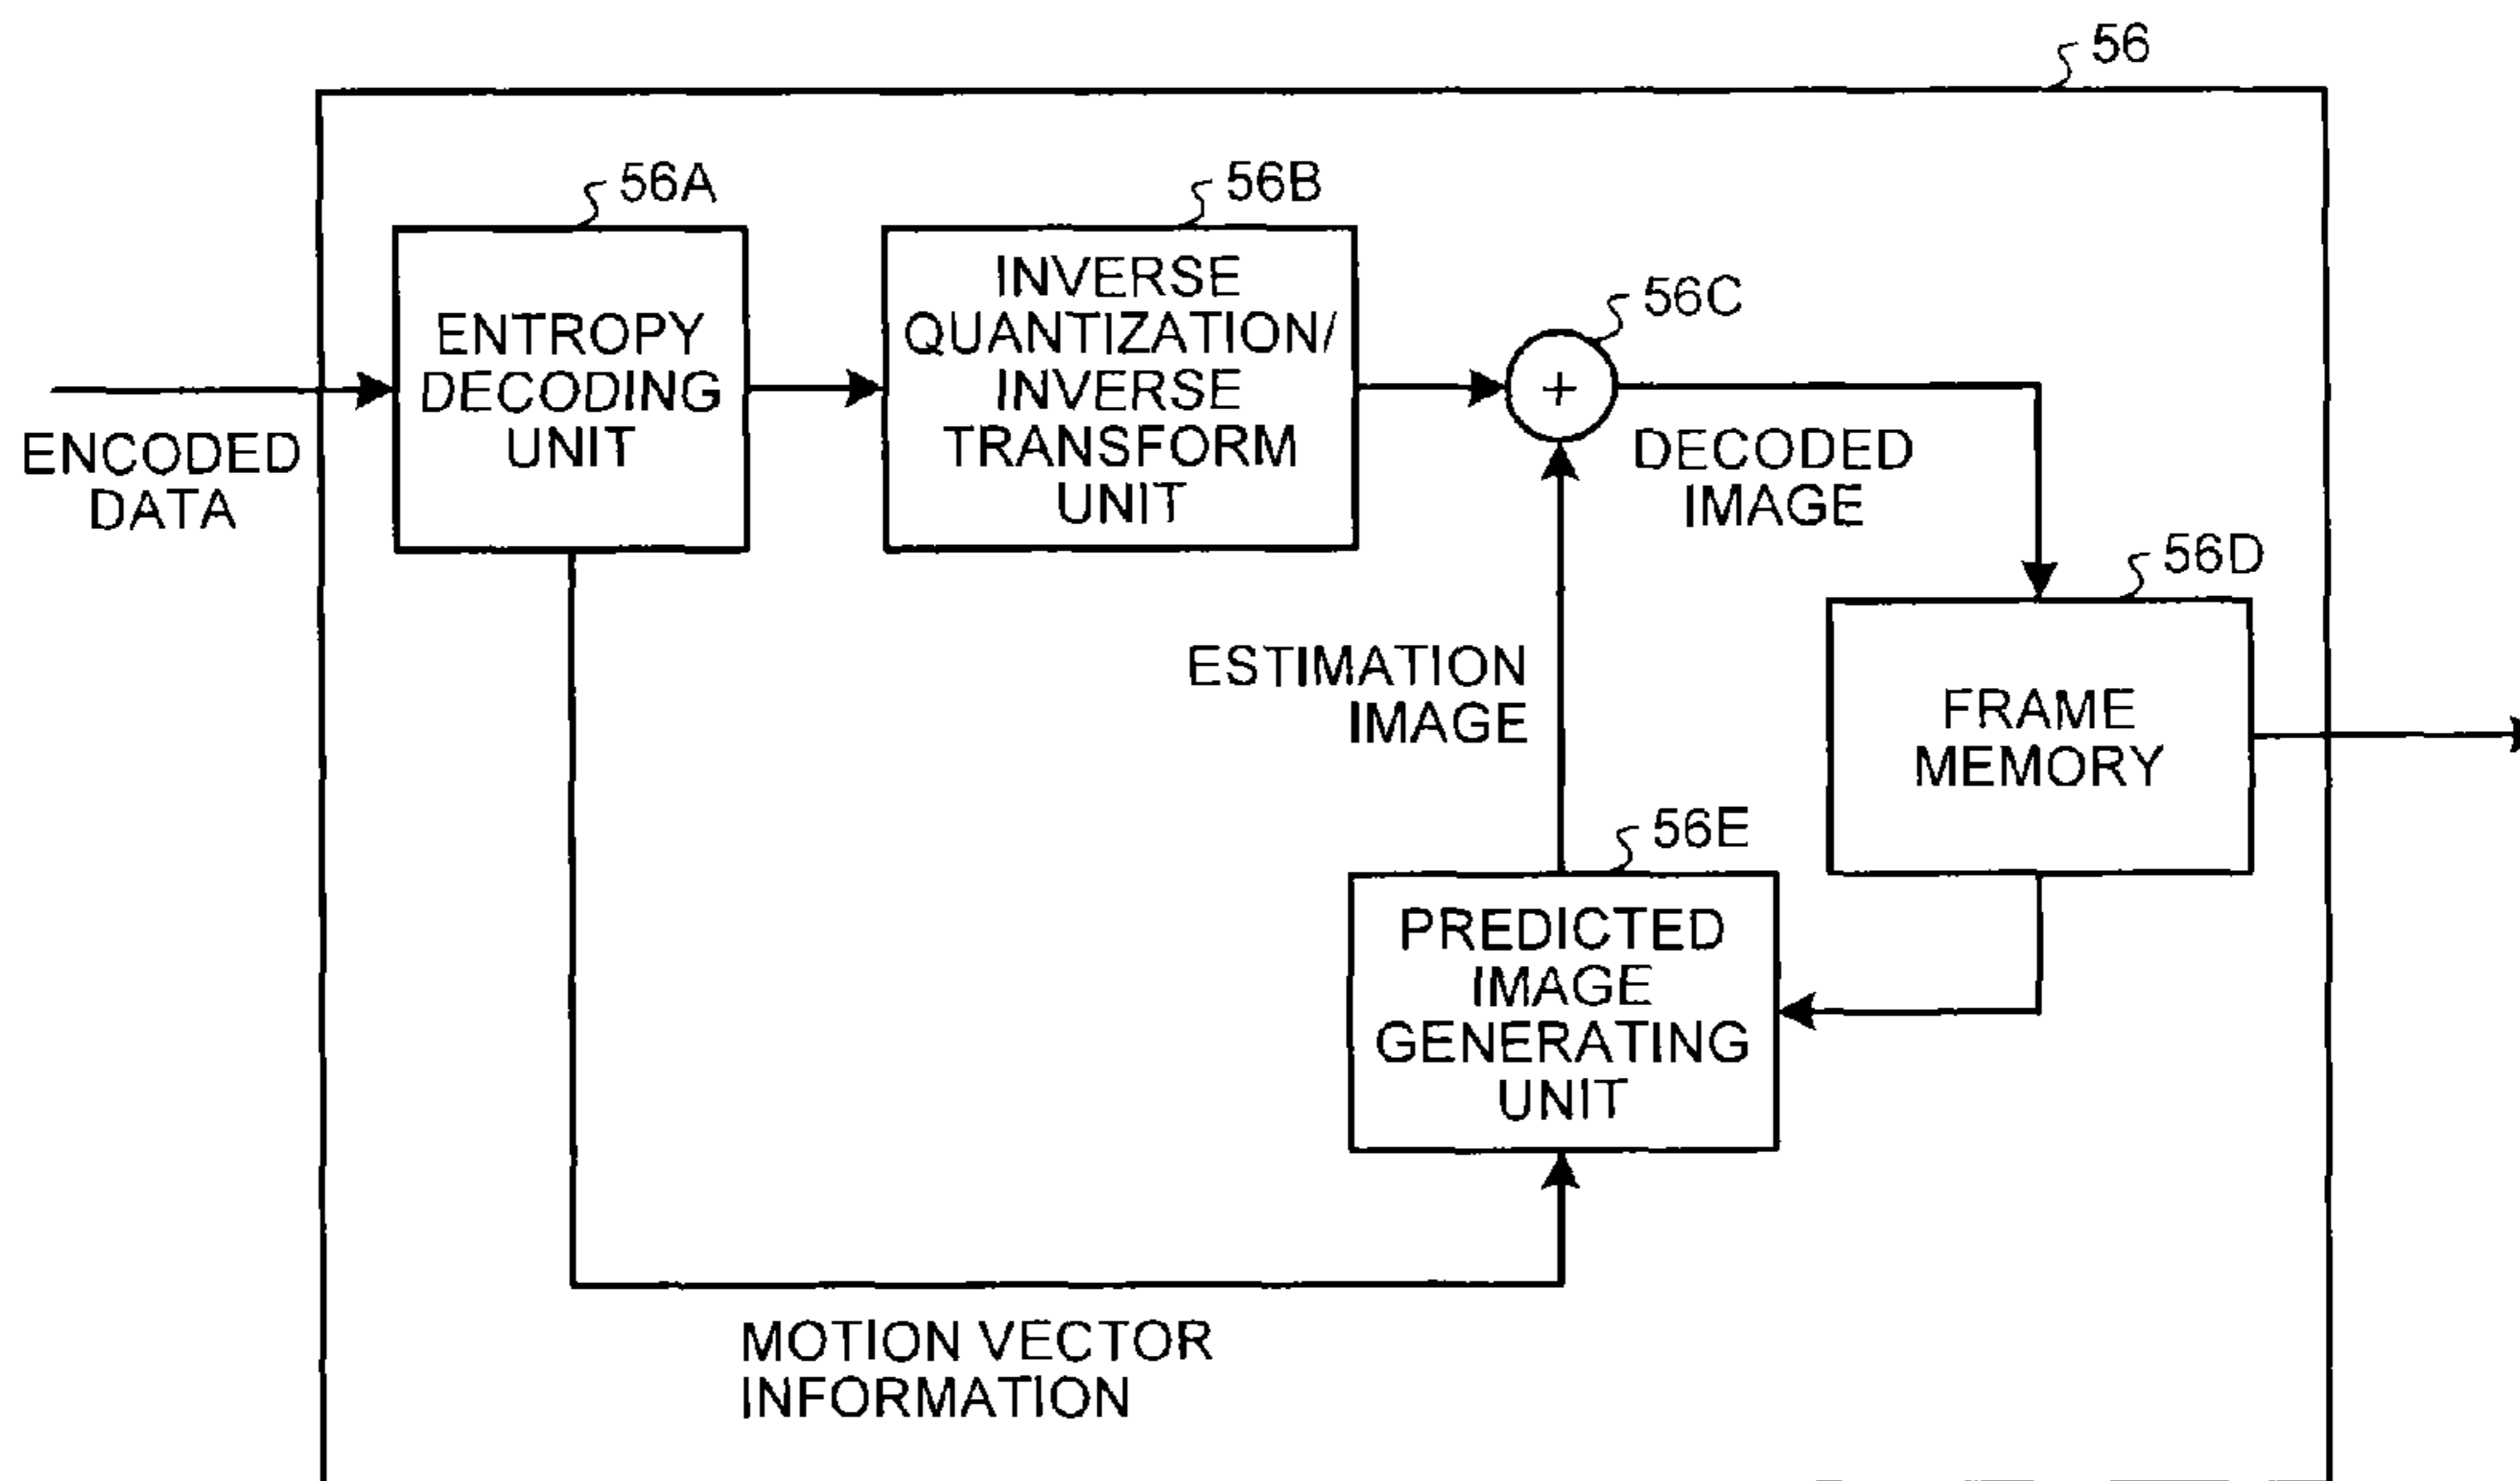 56
56A
56B
56C
ENTROPY
DECODING
UNIT
INVERSE
QUANTIZATION/
INVERSE
TRANSFORM
UNIT
+
ENCODED
DATA
DECODED
IMAGE
56D
ESTIMATION
IMAGE
FRAME
MEMORY
56E
PREDICTED
IMAGE
GENERATING
UNIT
MOTION VECTOR
INFORMATION